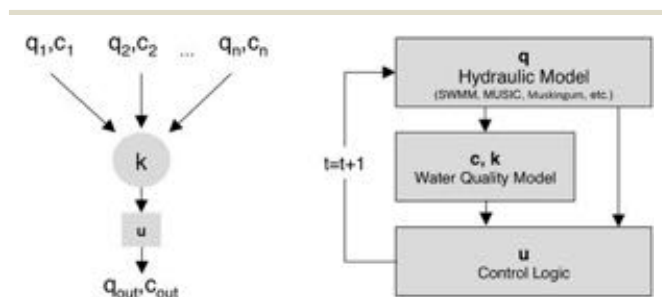 q1,c1 q2,c2 ... qn,cn
k
u
qout,cout
q
Hydraulic Model
(SWMM, MUSIC, Muskingum, etc.)
t=t+1
c, k
Water Quality Model
u
Control Logic